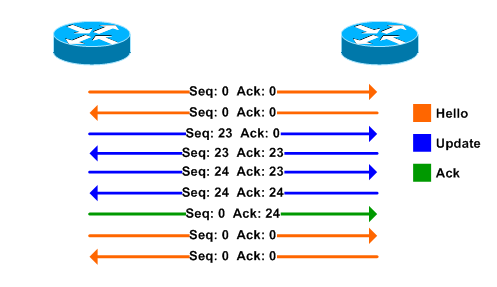 Seq: 0 Ack: 0
Seq: 0 Ack: 0
Seq: 23 Ack: 0
Seq: 23 Ack: 23
Seq: 24 Ack: 23
Seq: 24 Ack: 24
Seq: 0 Ack: 24
Seq: 0 Ack: 0
Seq: 0 Ack: 0
Hello
Update
Ack